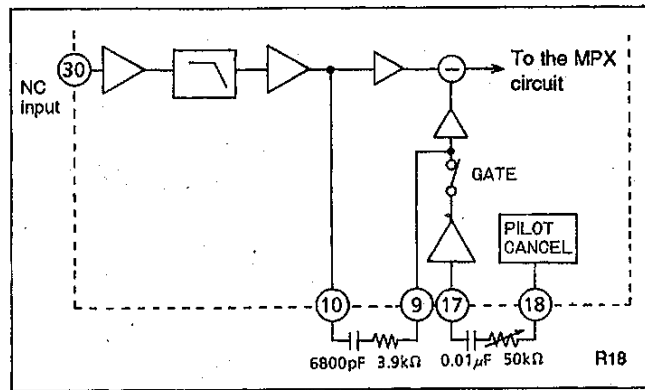 30
NC
input
To the MPX
circuit
−
GATE
PILOT
CANCEL
10
9
17
18
6800pF 3.9kΩ 0.01μF 50kΩ
R18